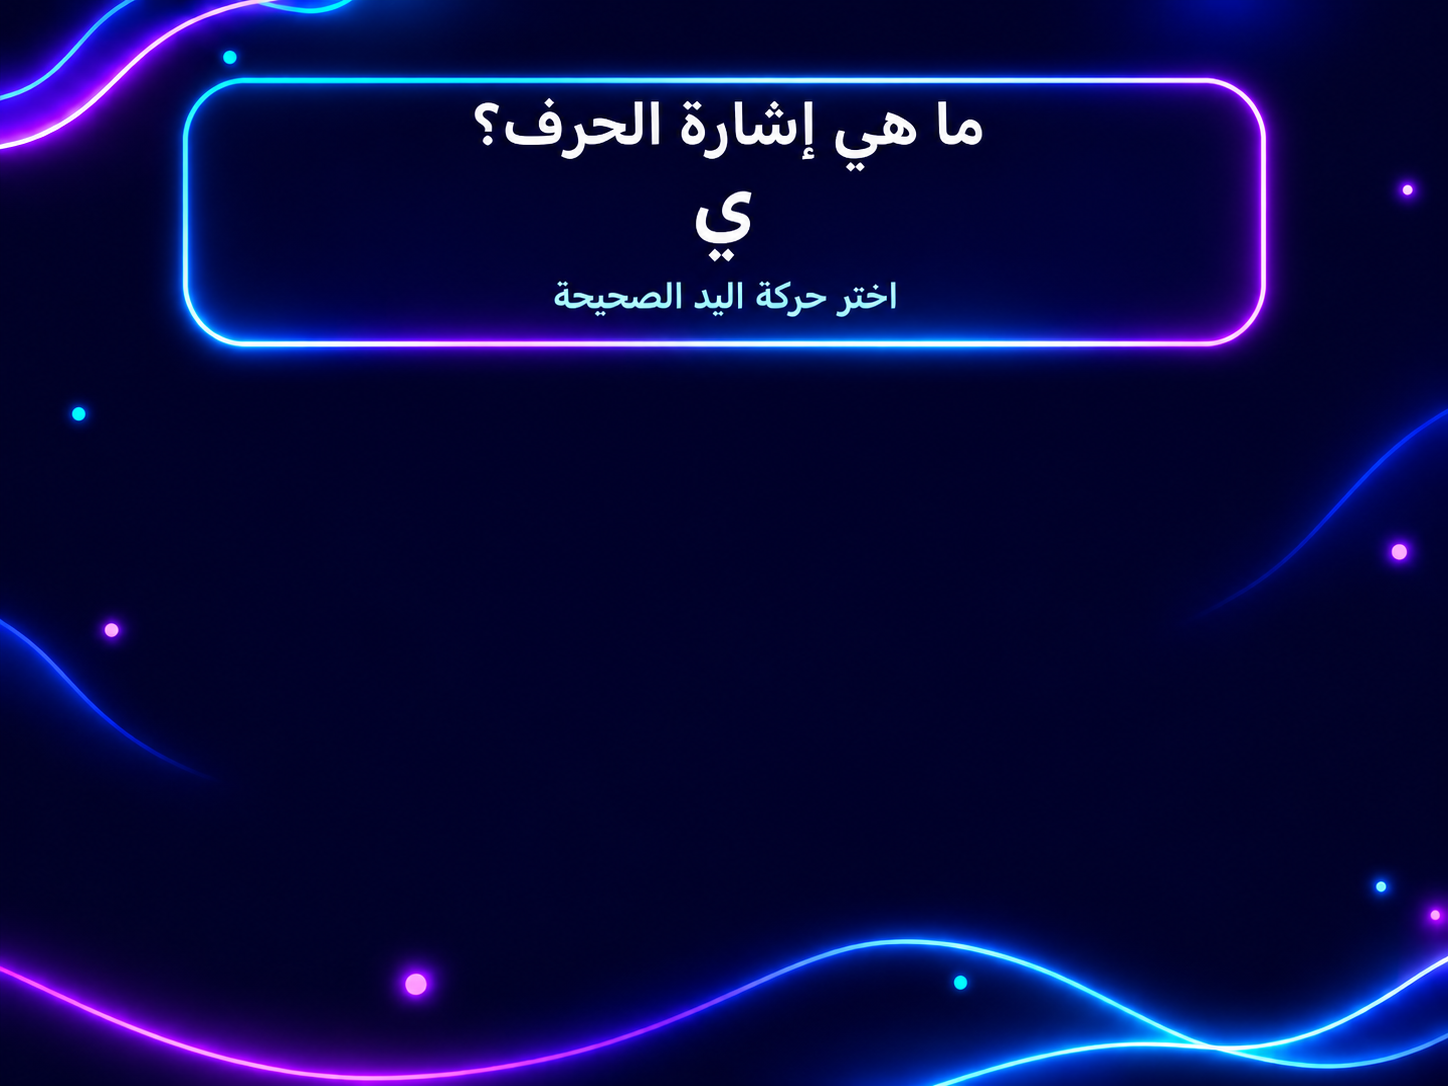 ما هي إشارة الحرف؟
ي
اختر حركة اليد الصحيحة